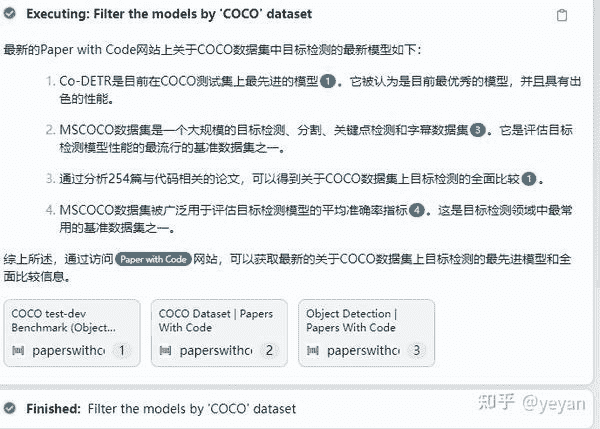 Executing: Filter the models by 'COCO' dataset
最新的Paper with Code网站上关于COCO数据集中目标检测的最新模型如下：
1. Co-DETR是目前在COCO测试集上最先进的模型 1 。它被认为是目前最优秀的模型，并且具有出
色的性能。
2. MSCOCO数据集是一个大规模的目标检测、分割、关键点检测和字幕数据集 3 。它是评估目标
检测模型性能的最流行的基准数据集之一。
3. 通过分析254篇与代码相关的论文，可以得到关于COCO数据集上目标检测的全面比较 1 。
4. MSCOCO数据集被广泛用于评估目标检测模型的平均准确率指标 4 。这是目标检测领域中最常
用的基准数据集之一。
综上所述，通过访问 Paper with Code 网站，可以获取最新的关于COCO数据集上目标检测的最先进模型和全
面比较信息。
COCO test-dev
Benchmark (Object...
paperswithcc 1
COCO Dataset | Papers
With Code
paperswithcc 2
Object Detection |
Papers With Code
paperswithcc 3
Finished: Filter the models by 'COCO' dataset
知乎 @yeyan